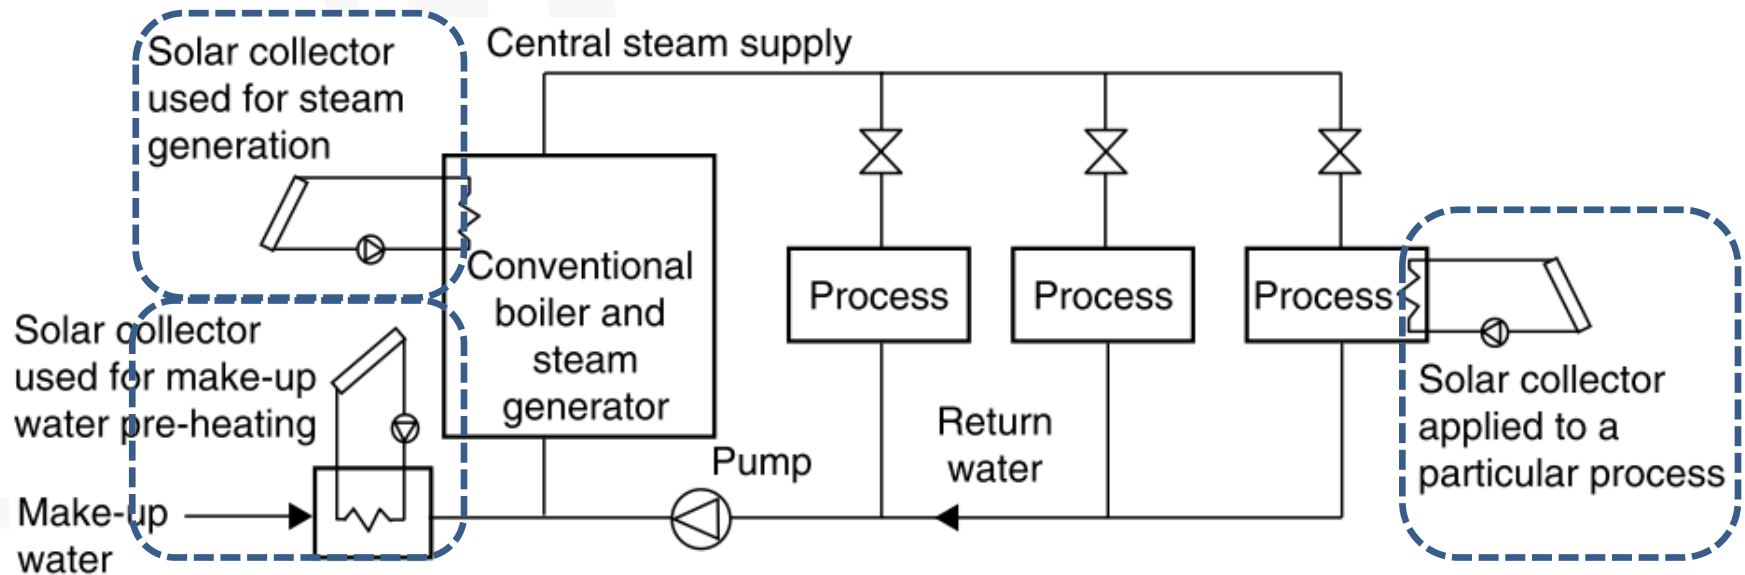 Solar collector
used for steam
generation
Central steam supply
Conventional
boiler and
steam
generator
Process
Process
Process
Solar collector
used for make-up
water pre-heating
Solar collector
applied to a
particular process
Return
water
Pump
Make-up
water